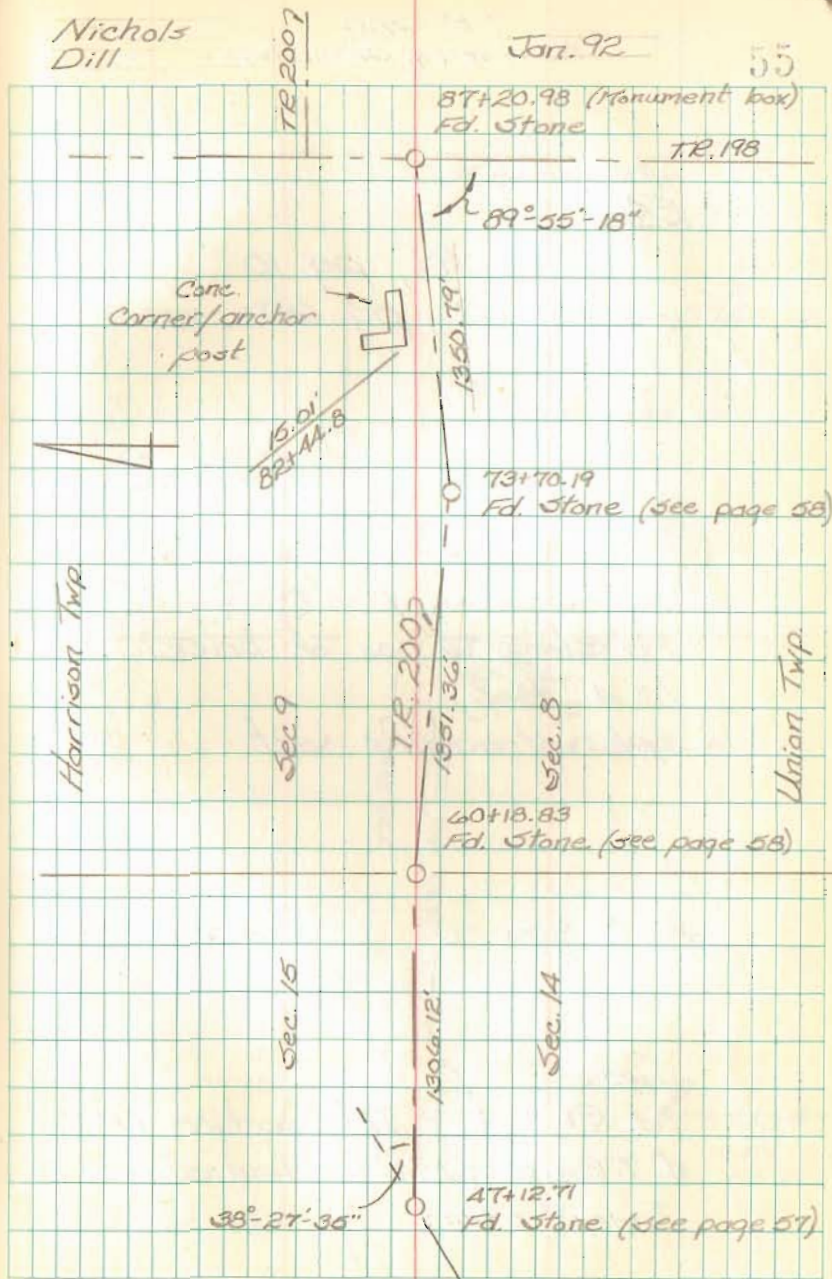 Nichols
Dill
T.R. 200
Jan. 92
55
87+20.98 (Monument box)
Fd. Stone
T.R. 198
89°-55'-18"
Conc.
Corner/anchor
post
1350.79'
15.01'
82+44.8
73+70.19
Fd. Stone (see page 58)
Harrison Twp.
Sec. 9
T.R. 200
1351.36'
Sec. 8
Union Twp.
60+18.83
Fd. Stone (see page 58)
Sec. 15
1306.12'
Sec. 14
38°-27'-35"
47+12.71
Fd. Stone (see page 57)